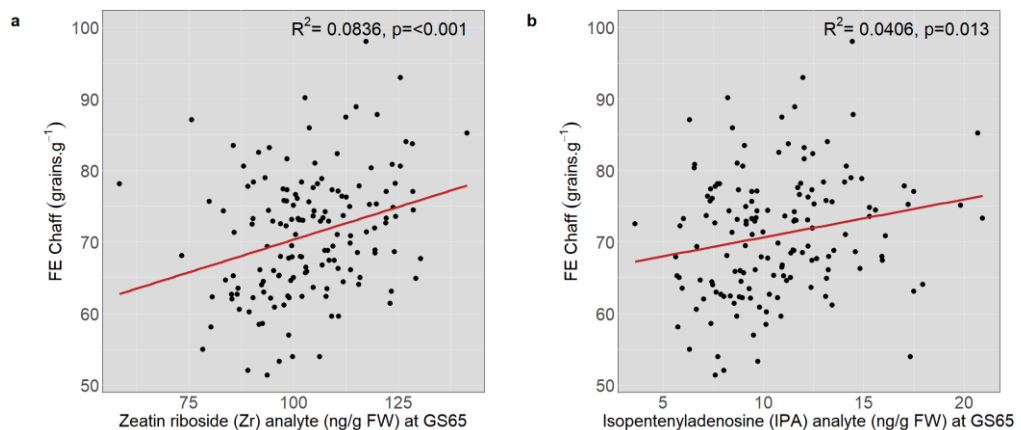 a
R²= 0.0836, p=<0.001
100
90
80
70
60
50
FE Chaff (grains.g⁻¹)
75
100
125
Zeatin riboside (Zr) analyte (ng/g FW) at GS65
b
R²= 0.0406, p=0.013
100
90
80
70
60
50
FE Chaff (grains.g⁻¹)
5
10
15
20
Isopentenyladenosine (IPA) analyte (ng/g FW) at GS65